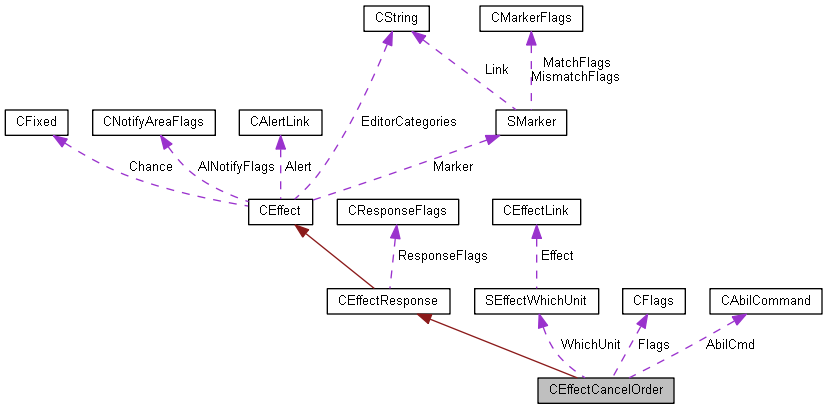 CString
CMarkerFlags
Link
MatchFlags
MismatchFlags
CFixed
CNotifyAreaFlags
CAlertLink
EditorCategories
SMarker
Chance
AINotifyFlags
Alert
Marker
CEffect
CResponseFlags
CEffectLink
ResponseFlags
Effect
CEffectResponse
SEffectWhichUnit
CFlags
CAbilCommand
WhichUnit
Flags
AbilCmd
CEffectCancelOrder